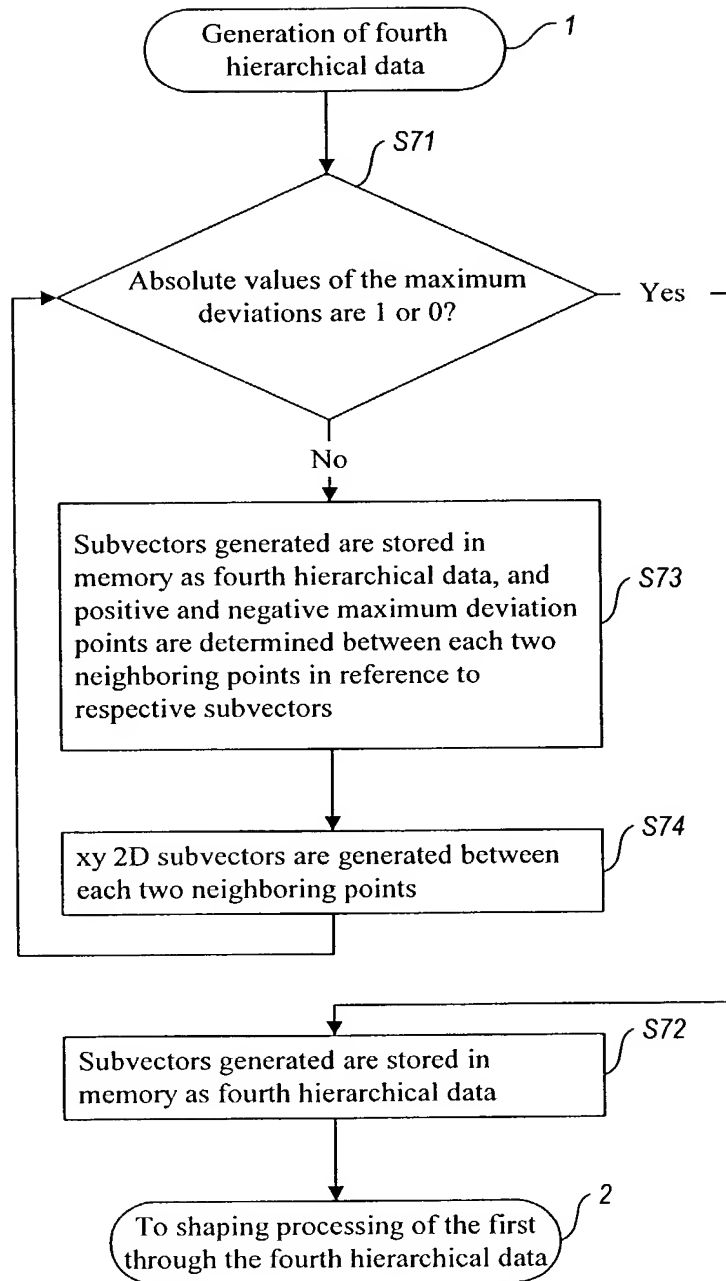 Generation of fourth
hierarchical data
1
S71
Absolute values of the maximum
deviations are 1 or 0?
Yes
No
Subvectors generated are stored in
memory as fourth hierarchical data, and
positive and negative maximum deviation
points are determined between each two
neighboring points in reference to
respective subvectors
S73
S74
xy 2D subvectors are generated between
each two neighboring points
S72
Subvectors generated are stored in
memory as fourth hierarchical data
2
To shaping processing of the first
through the fourth hierarchical data